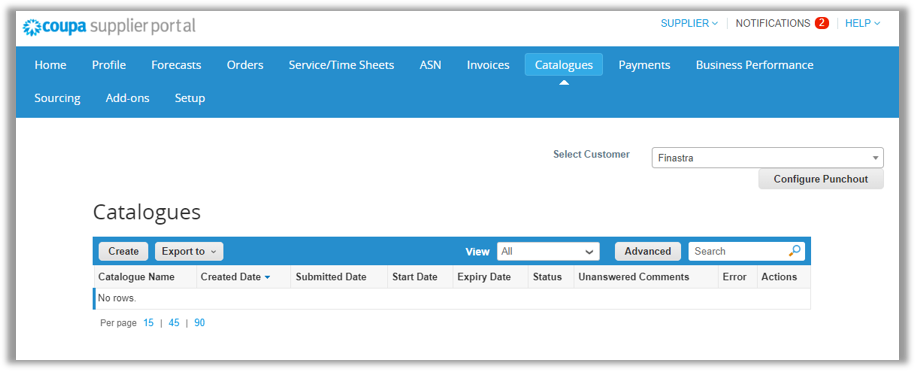 coupa supplier portal
SUPPLIER NOTIFICATIONS 2 HELP
Home Profile Forecasts Orders Service/Time Sheets ASN Invoices Catalogues Payments Business Performance
Sourcing Add-ons Setup
Select Customer Finastra
Configure Punchout
Catalogues
Create Export to View All Advanced Search
Catalogue Name Created Date Submitted Date Start Date Expiry Date Status Unanswered Comments Error Actions
No rows.
Per page 15 | 45 | 90